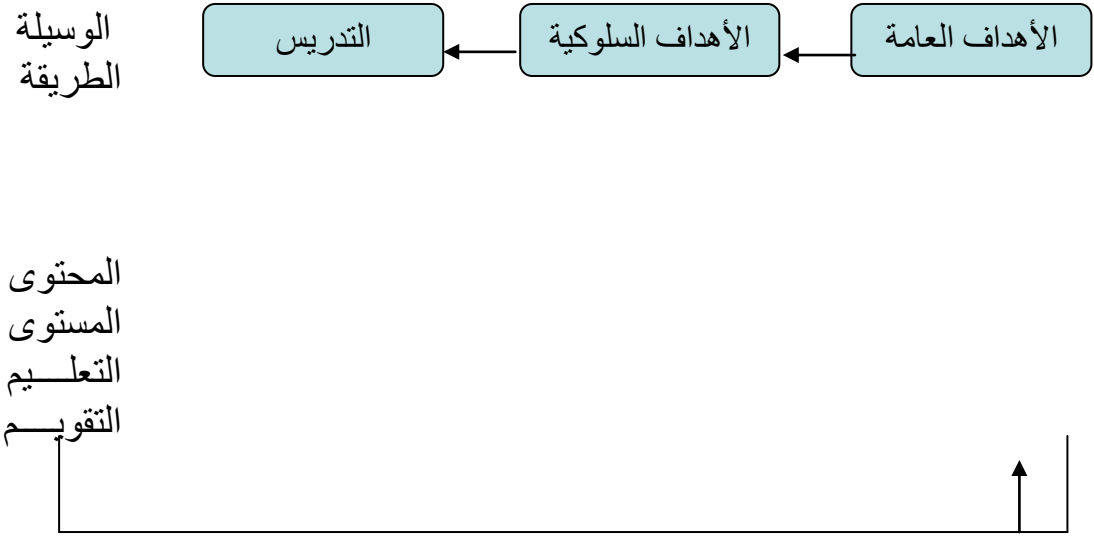 الأهداف العامة
الأهداف السلوكية
التدريس
الوسيلة
الطريقة
المحتوى
المستوى
التعلـــيم
التقويـــم